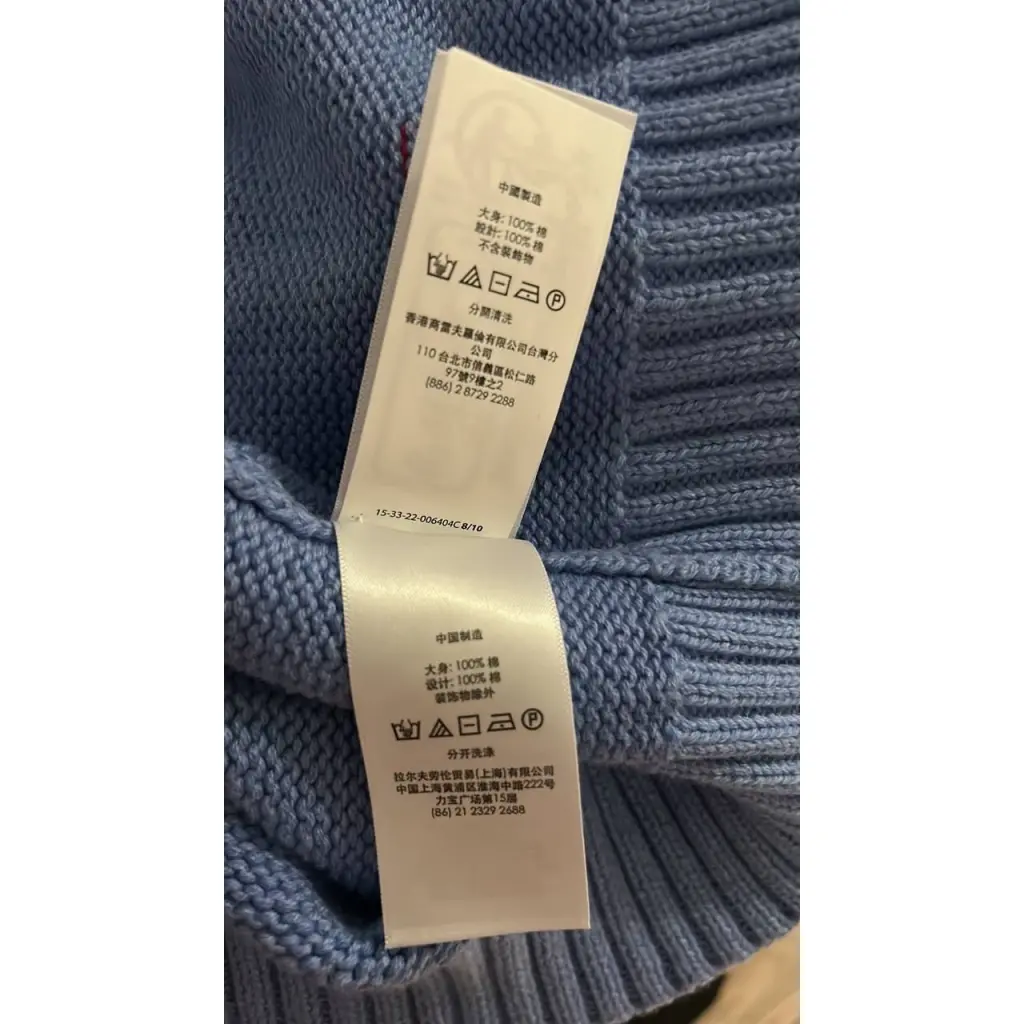 中國製造
大身: 100% 棉
設計: 100% 棉
不含裝飾物
P
分開清洗
香港商雷夫羅倫有限公司台灣分
公司
110 台北市信義區松仁路
97號9樓之2
(886) 2 8729 2288
15-33-22-006404C 8/10
中国制造
大身: 100% 棉
设计: 100% 棉
装饰物除外
P
分开洗涤
拉尔夫劳伦贸易(上海)有限公司
中国上海黄浦区淮海中路222号
力宝广场第15层
(86) 21 2329 2688